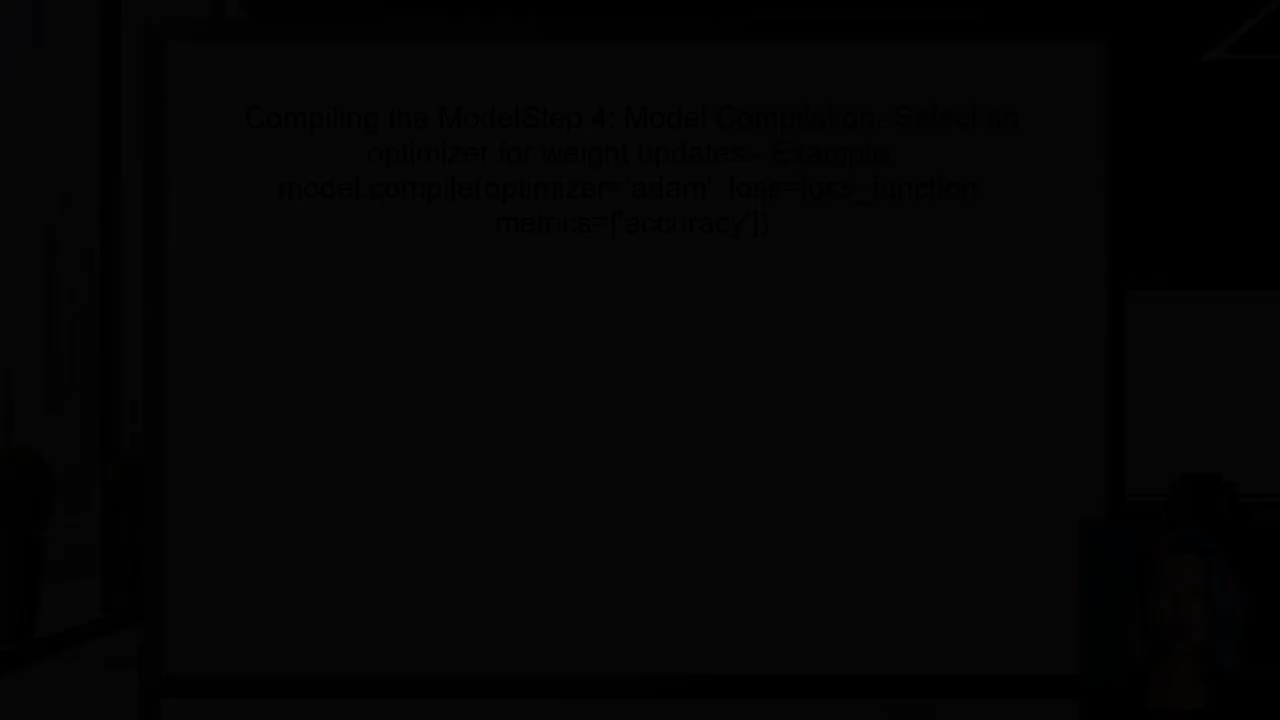 Compiling the ModelStep 4: Model Compilation- Select an
optimizer for weight updates.- Example:
model.compile(optimizer='adam', loss=loss_function,
metrics=['accuracy'])